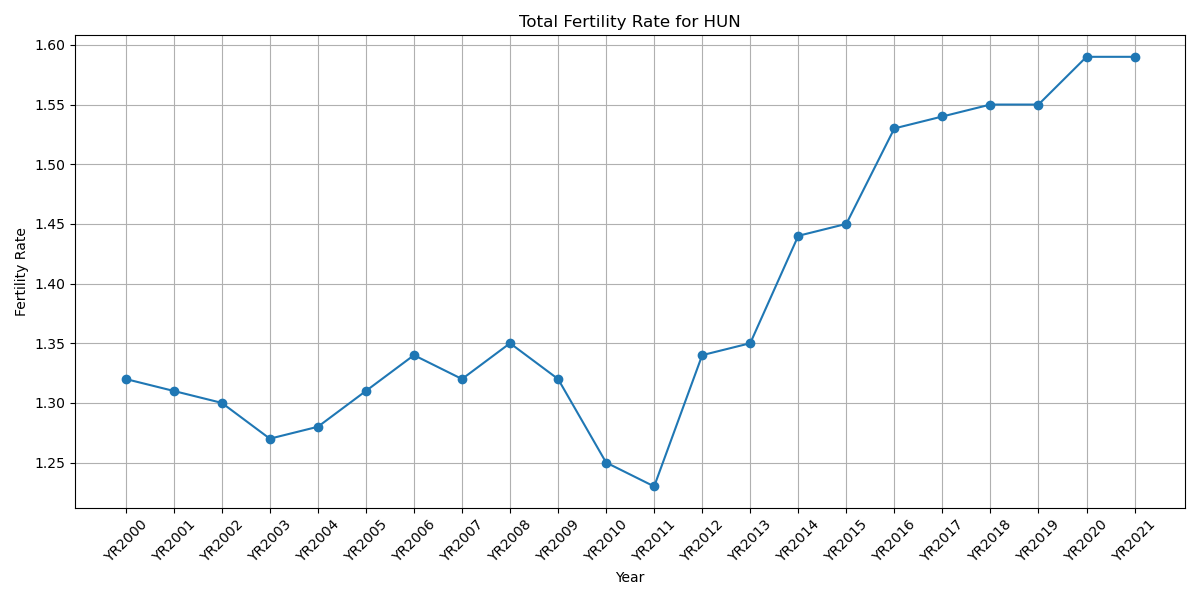 Total Fertility Rate for HUN
Fertility Rate
1.60
1.55
1.50
1.45
1.40
1.35
1.30
1.25
YR2000
YR2001
YR2002
YR2003
YR2004
YR2005
YR2006
YR2007
YR2008
YR2009
YR2010
YR2011
YR2012
YR2013
YR2014
YR2015
YR2016
YR2017
YR2018
YR2019
YR2020
YR2021
Year